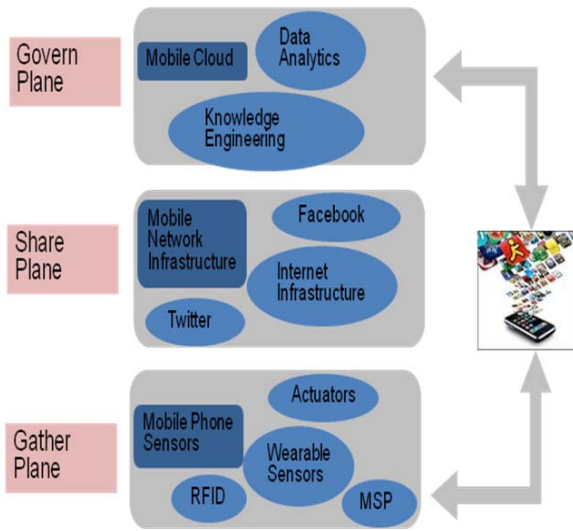 Govern
Plane
Mobile Cloud
Data
Analytics
Knowledge
Engineering
Share
Plane
Mobile
Network
Infrastructure
Facebook
Internet
Infrastructure
Twitter
Gather
Plane
Mobile Phone
Sensors
Actuators
Wearable
Sensors
RFID
MSP